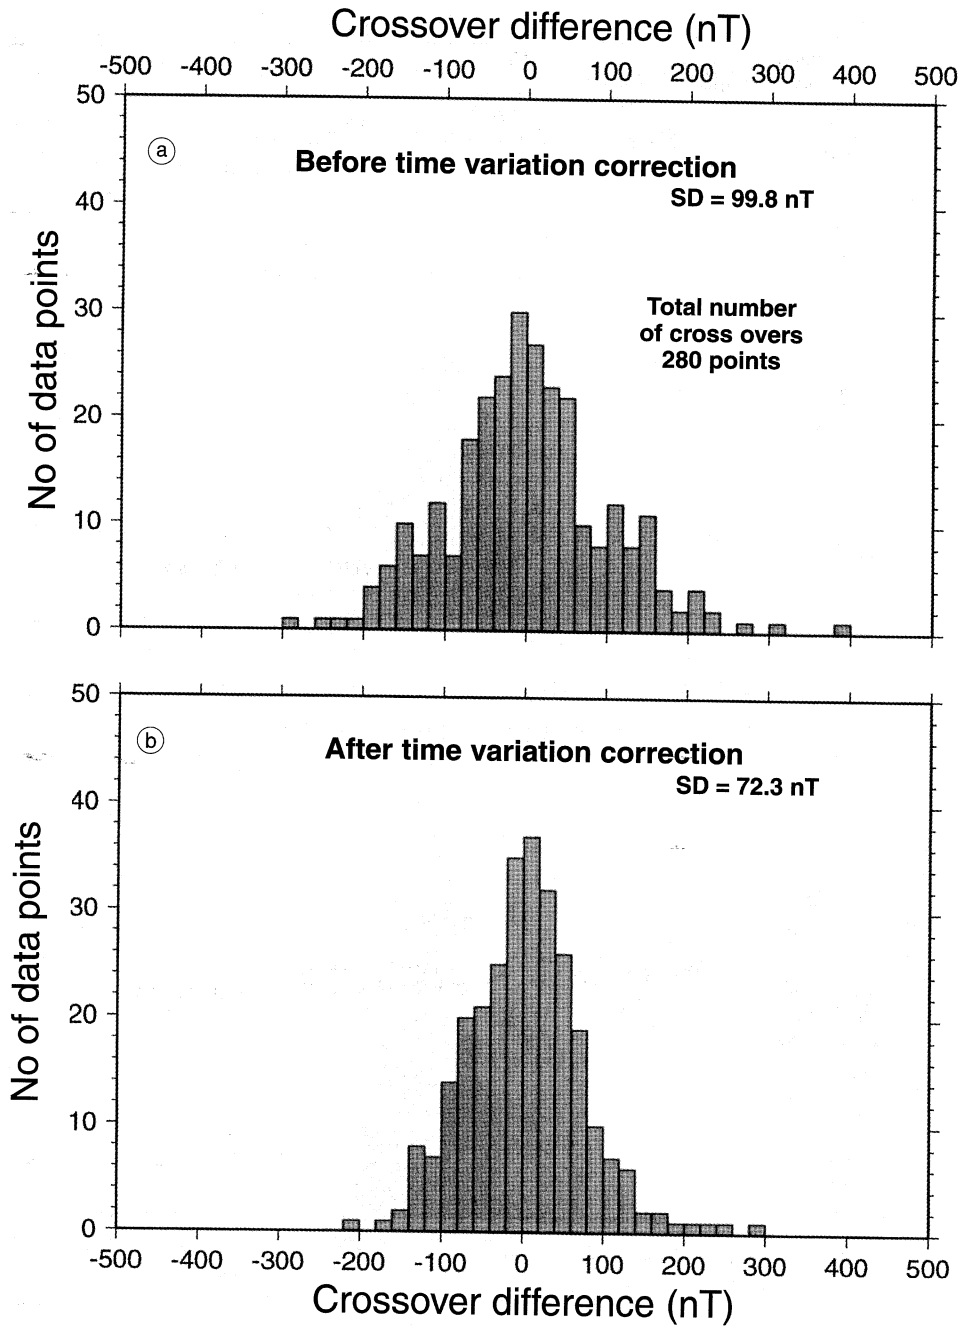 Crossover difference (nT)
-500 -400 -300 -200 -100 0 100 200 300 400 500
50
ⓐ
Before time variation correction
SD = 99.8 nT
40
30
Total number
of cross overs
280 points
20
10
0
No of data points
50
ⓑ
After time variation correction
SD = 72.3 nT
40
30
20
10
0
No of data points
-500 -400 -300 -200 -100 0 100 200 300 400 500
Crossover difference (nT)